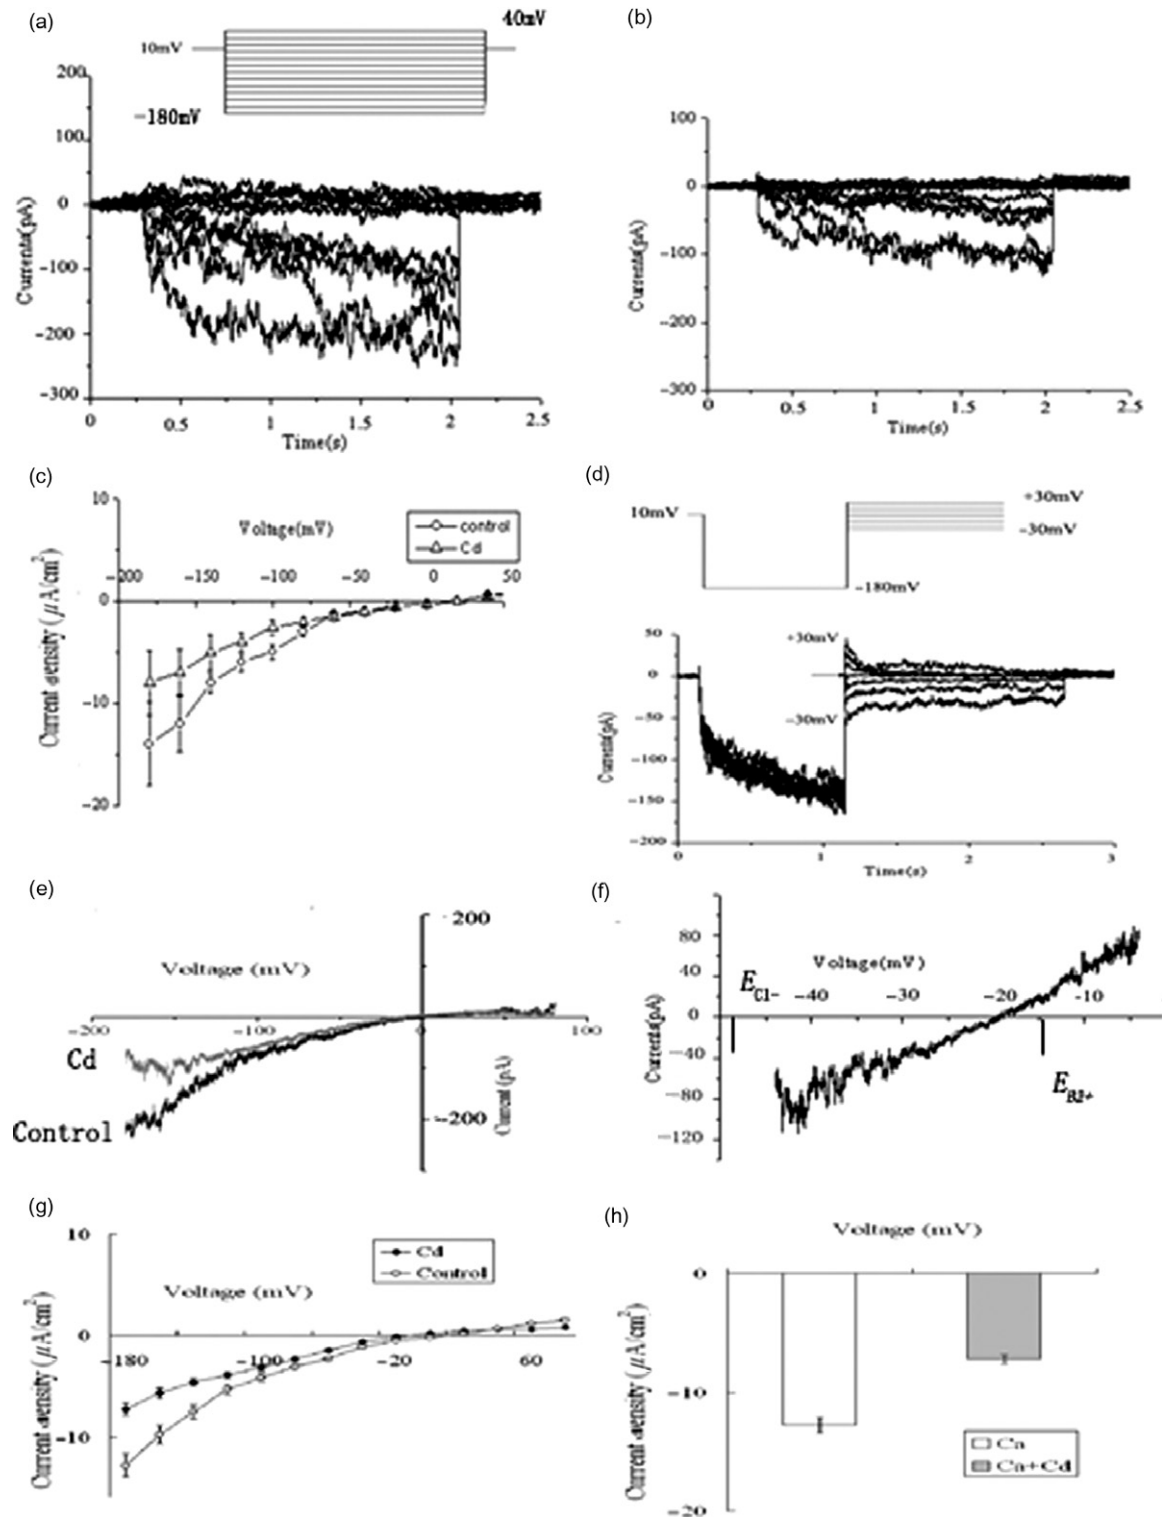 (a)
40mV
10mV
-180mV
200
100
0
-100
-200
-300
Currents(pA)
0
0.5
1
1.5
2
2.5
Time(s)
(b)
100
0
-100
-200
-300
Currents(pA)
0
0.5
1
1.5
2
2.5
Time(s)
(c)
10
Voltage(mV)
control
Cd
-200
-150
-100
-50
0
50
0
-10
-20
Current density (μA/cm²)
(d)
10mV
+30mV
-30mV
-180mV
50
0
-50
-100
-150
-200
+30mV
-30mV
Currents(pA)
0
1
2
3
Time(s)
(e)
200
Voltage (mV)
-200
-100
0
100
Cd
Control
-200
Current (pA)
(f)
80
40
0
-40
-80
-120
Voltage(mV)
ECl-
-40
-30
-20
-10
EB2+
Currents(pA)
(g)
10
Cd
Control
Voltage (mV)
0
-180
-100
-20
60
-10
Current density (μA/cm²)
(h)
Voltage (mV)
0
-10
-20
Current density (μA/cm²)
Ca
Ca+Cd